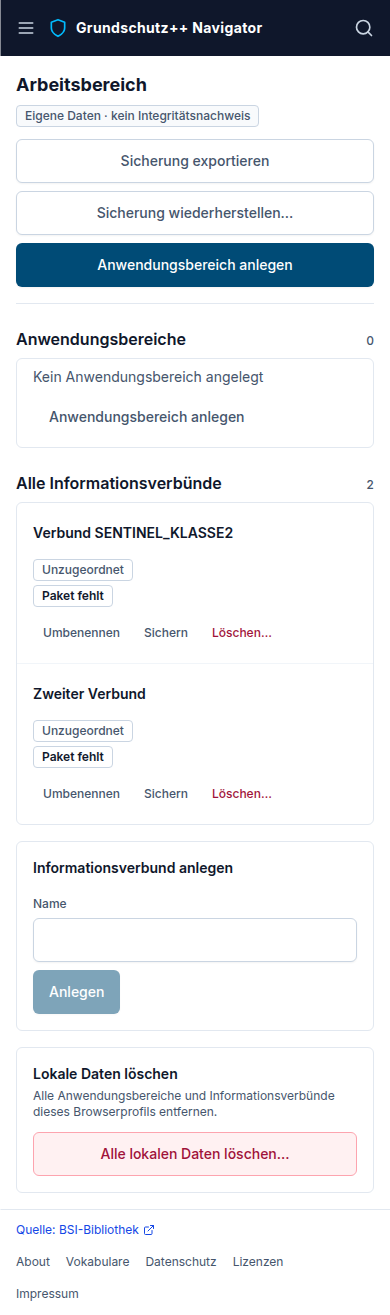 Grundschutz++ Navigator
Arbeitsbereich
Eigene Daten · kein Integritätsnachweis
Sicherung exportieren
Sicherung wiederherstellen...
Anwendungsbereich anlegen
Anwendungsbereiche
0
Kein Anwendungsbereich angelegt
Anwendungsbereich anlegen
Alle Informationsverbünde
2
Verbund SENTINEL_KLASSE2
Unzugeordnet
Paket fehlt
Umbenennen Sichern Löschen...
Zweiter Verbund
Unzugeordnet
Paket fehlt
Umbenennen Sichern Löschen...
Informationsverbund anlegen
Name
Anlegen
Lokale Daten löschen
Alle Anwendungsbereiche und Informationsverbünde
dieses Browserprofils entfernen.
Alle lokalen Daten löschen...
Quelle: BSI-Bibliothek
About Vokabulare Datenschutz Lizenzen
Impressum